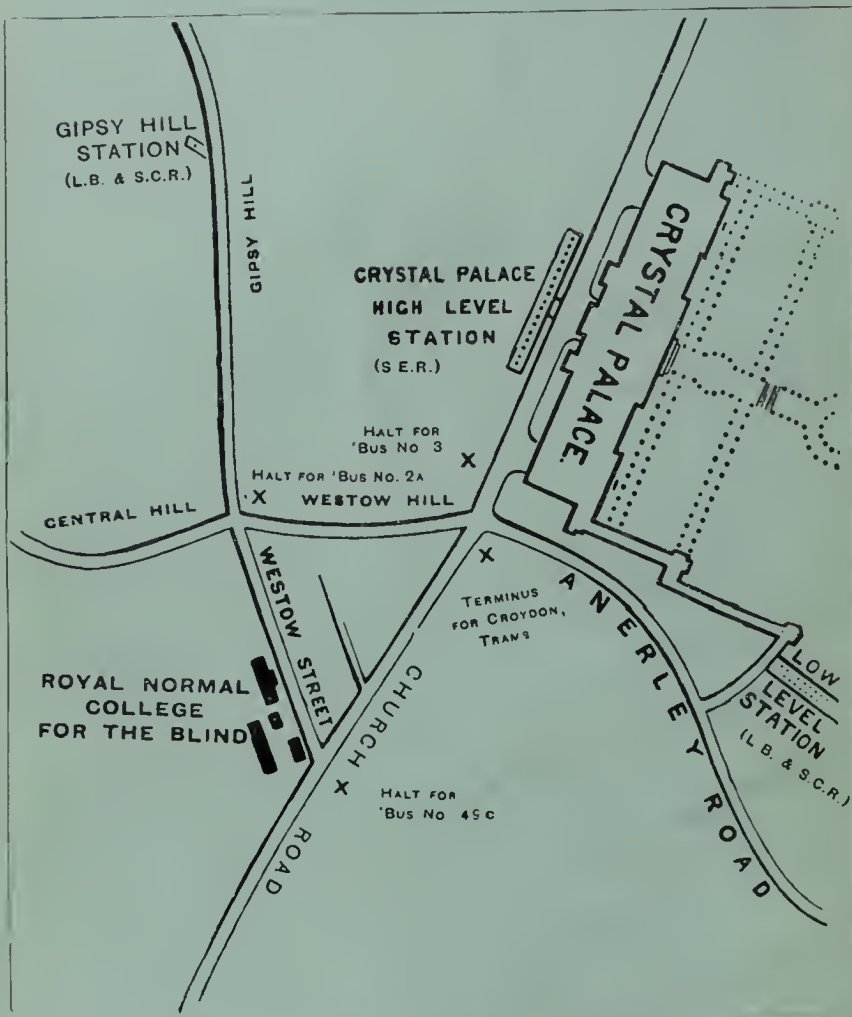 GIPSY HILL
STATION
(L.B. & S.C.R.)
GIPSY HILL
CRYSTAL PALACE
HIGH LEVEL
STATION
(S E.R.)
CRYSTAL PALACE.
HALT FOR
'BUS NO 3
HALT FOR 'BUS NO. 2A
WESTOW HILL
CENTRAL HILL
WESTOW STREET
TERMINUS
FOR CROYDON,
TRAMS
ANERLEY ROAD
LOW
LEVEL
STATION
(L.B. & S.C.R.)
ROYAL NORMAL
COLLEGE
FOR THE BLIND
CHURCH ROAD
HALT FOR
'BUS NO 49C